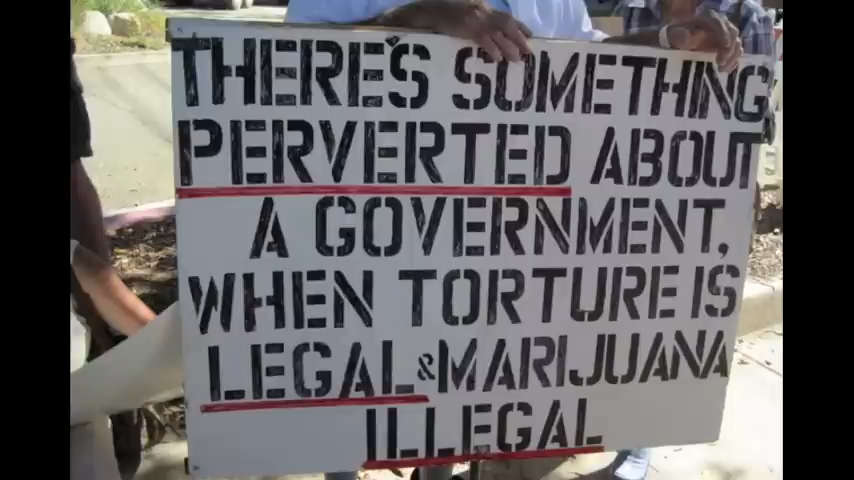 THERE'S SOMETHING
PERVERTED ABOUT
A GOVERNMENT,
WHEN TORTURE IS
LEGAL & MARIJUANA
ILLEGAL